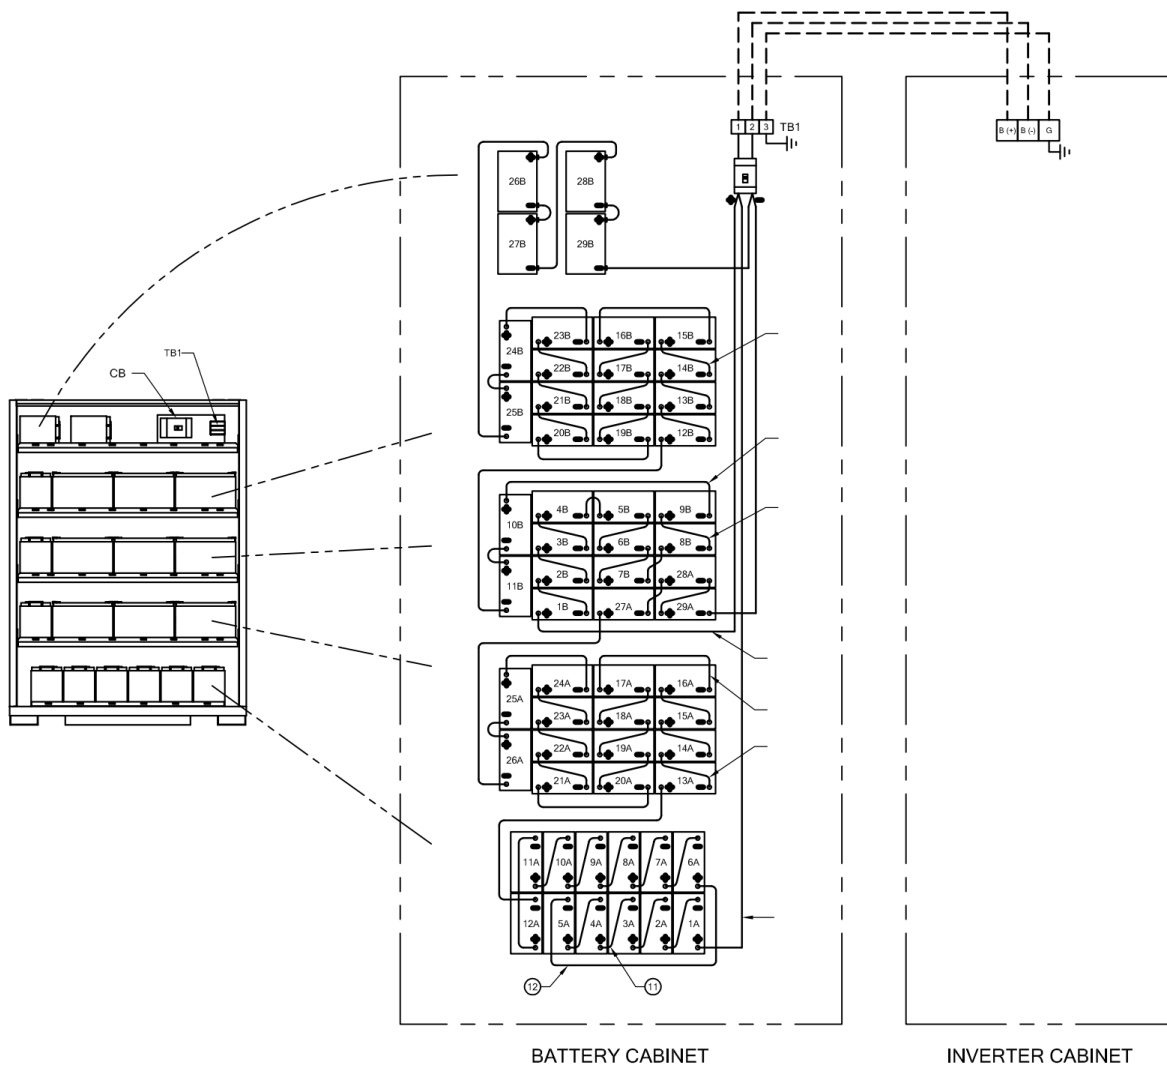 1 2 3 TB1
B (+) B (-) G
26B 28B
27B 29B
TB1
CB
23B 16B 15B
24B
22B 17B 14B
21B 18B 13B
25B
20B 19B 12B
4B 5B 9B
10B
3B 6B 8B
2B 7B 28A
11B
1B 27A 29A
24A 17A 16A
25A
23A 18A 15A
22A 19A 14A
26A
21A 20A 13A
11A 10A 9A 8A 7A 6A
12A 5A 4A 3A 2A 1A
12 11
BATTERY CABINET INVERTER CABINET